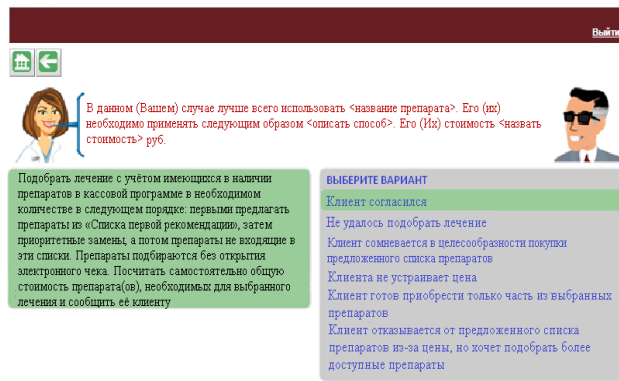 Выйти
В данном (Вашем) случае лучше всего использовать <название препарата>. Его (их)
необходимо применять следующим образом <описать способ>. Его (Их) стоимость <назвать
стоимость> руб.
Подобрать лечение с учётом имеющихся в наличии
препаратов в кассовой программе в необходимом
количестве в следующем порядке: первыми предлагать
препараты из «Списка первой рекомендации», затем
приоритетные замены, а потом препараты не входящие в
эти списки. Препараты подбираются без открытия
электронного чека. Посчитать самостоятельно общую
стоимость препарата(ов), необходимых для выбранного
лечения и сообщить её клиенту
ВЫБЕРИТЕ ВАРИАНТ
Клиент согласился
Не удалось подобрать лечение
Клиент сомневается в целесообразности покупки
предложенного списка препаратов
Клиента не устраивает цена
Клиент готов приобрести только часть из выбранных
препаратов
Клиент отказывается от предложенного списка
препаратов из-за цены, но хочет подобрать более
доступные препараты